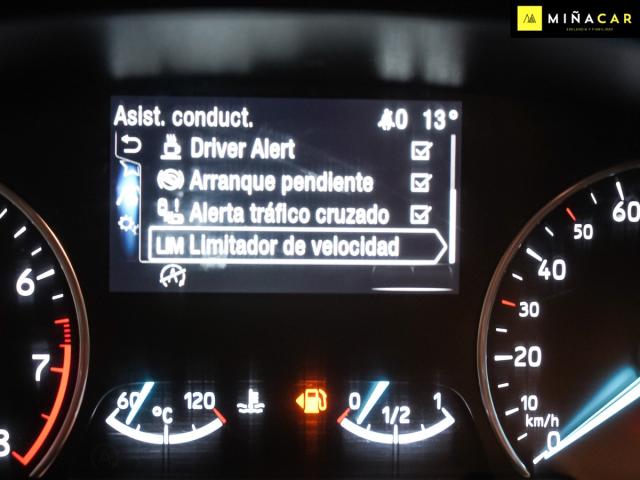 MIÑACAR
Asist. conduct.
13°
Driver Alert
Arranque pendiente
Alerta tráfico cruzado
LIM Limitador de velocidad
6
7
8
60
°C
120
0
1/2
1
60
50
40
30
20
10
km/h
0